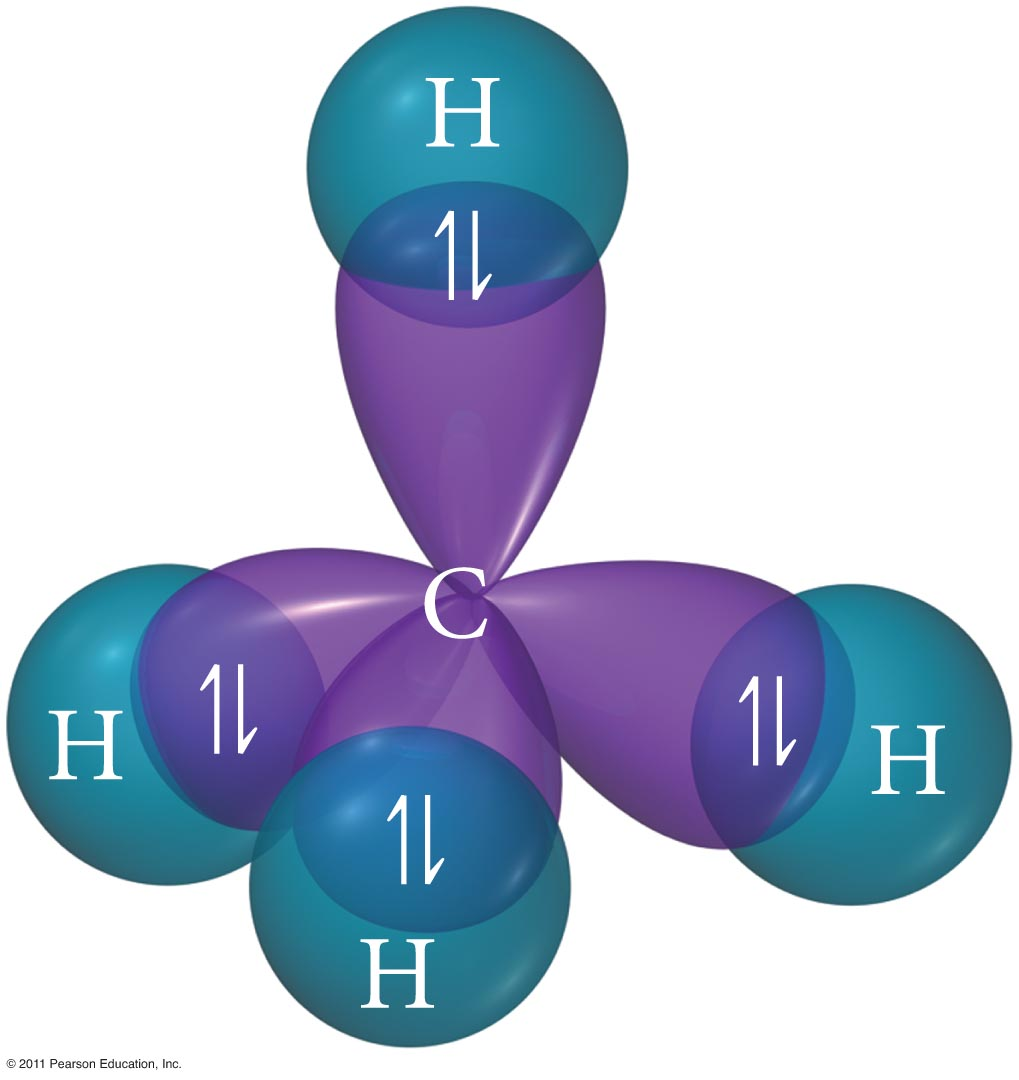 H
⥮
C
⥮
⥮
H
H
⥮
H
© 2011 Pearson Education, Inc.